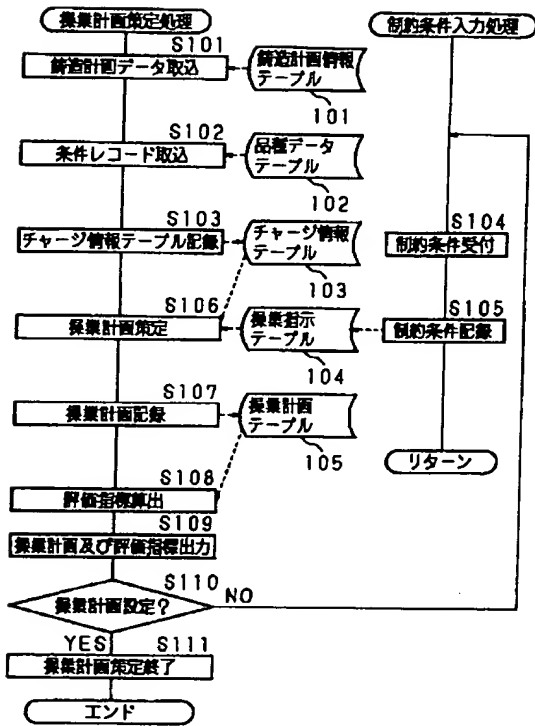 操業計画策定処理
S101
鋳造計画データ取込
鋳造計画情報
テーブル
101
S102
条件レコード取込
品種データ
テーブル
102
S103
チャージ情報テーブル記録
チャージ情報
テーブル
103
S106
操業計画策定
操業指示
テーブル
104
S107
操業計画記録
操業計画
テーブル
105
S108
評価指標算出
S109
操業計画及び評価指標出力
S110
操業計画設定?
NO
YES
S111
操業計画策定終了
エンド
制約条件入力処理
S104
制約条件受付
S105
制約条件記録
リターン